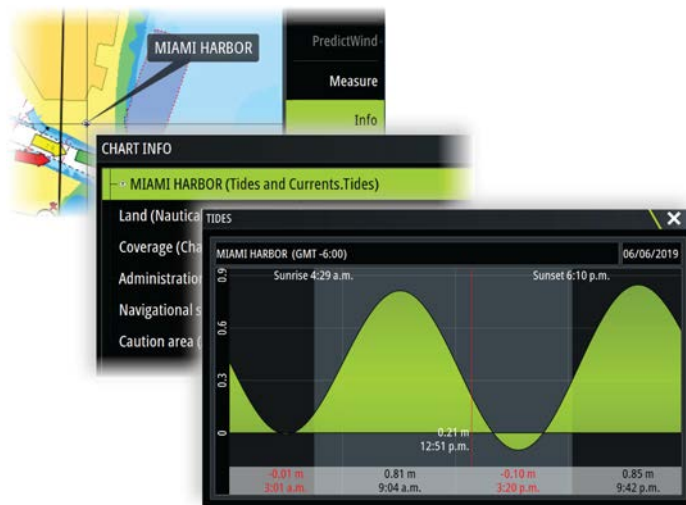 MIAMI HARBOR
PredictWind
Measure
Info
CHART INFO
MIAMI HARBOR (Tides and Currents.Tides)
Land (Nautical
Coverage (Cha
Administration
Navigational s
Caution area (
TIDES
MIAMI HARBOR (GMT -6:00)
06/06/2019
Sunrise 4:29 a.m.
Sunset 6:10 p.m.
0.9
0.6
0.3
0
0.21 m
12:51 p.m.
-0.01 m
3:01 a.m.
0.81 m
9:04 a.m.
-0.10 m
3:20 p.m.
0.85 m
9:42 p.m.